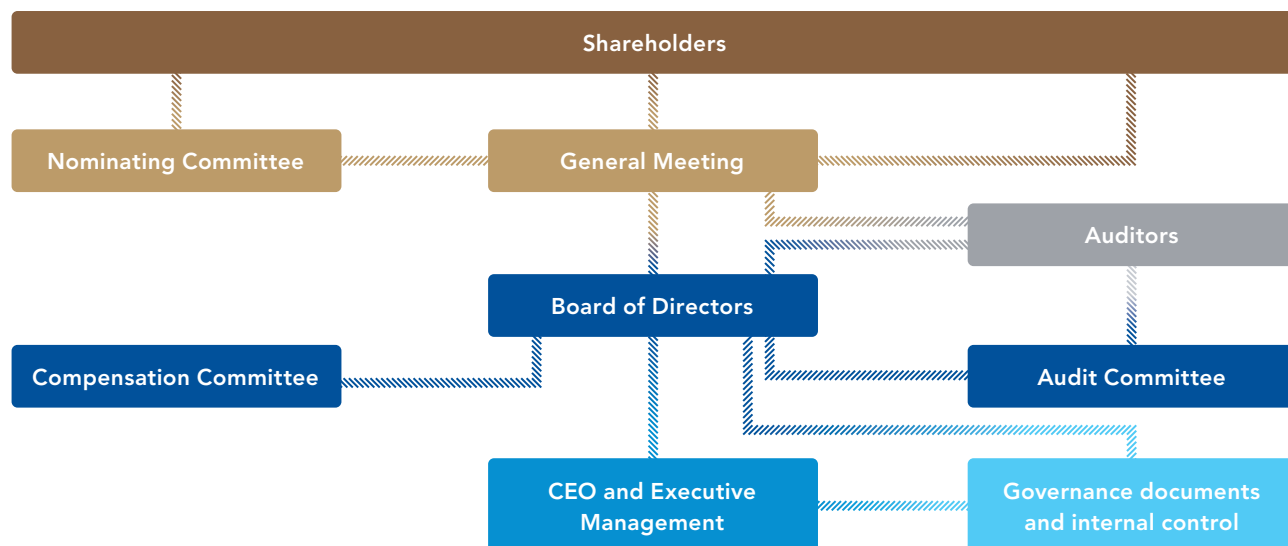 Shareholders
Nominating Committee
General Meeting
Auditors
Board of Directors
Compensation Committee
Audit Committee
CEO and Executive
Management
Governance documents
and internal control